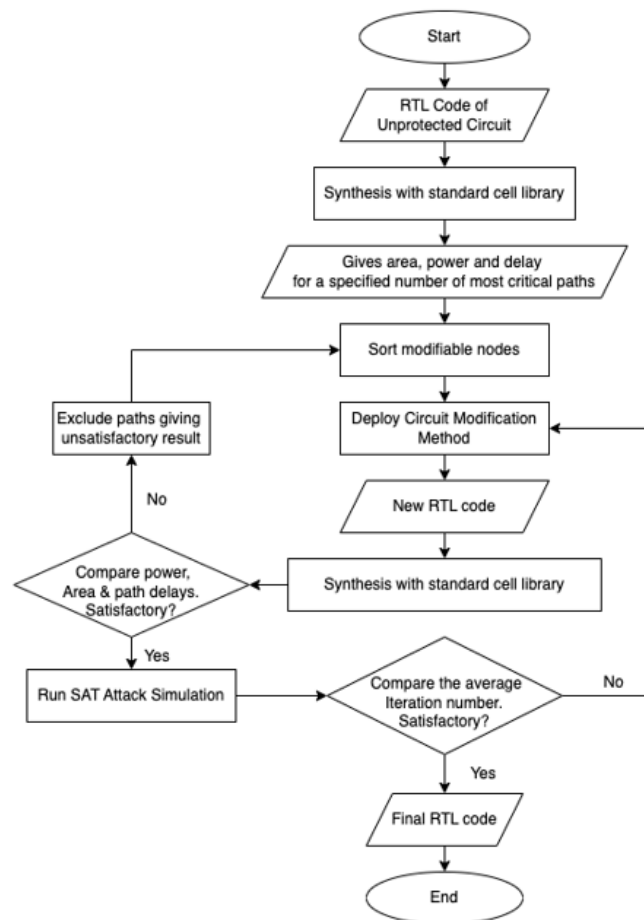 Start
RTL Code of
Unprotected Circuit
Synthesis with standard cell library
Gives area, power and delay
for a specified number of most critical paths
Sort modifiable nodes
Exclude paths giving
unsatisfactory result
Deploy Circuit Modification
Method
No
New RTL code
Compare power,
Area & path delays.
Satisfactory?
Synthesis with standard cell library
Yes
Run SAT Attack Simulation
Compare the average
Iteration number.
Satisfactory?
No
Yes
Final RTL code
End